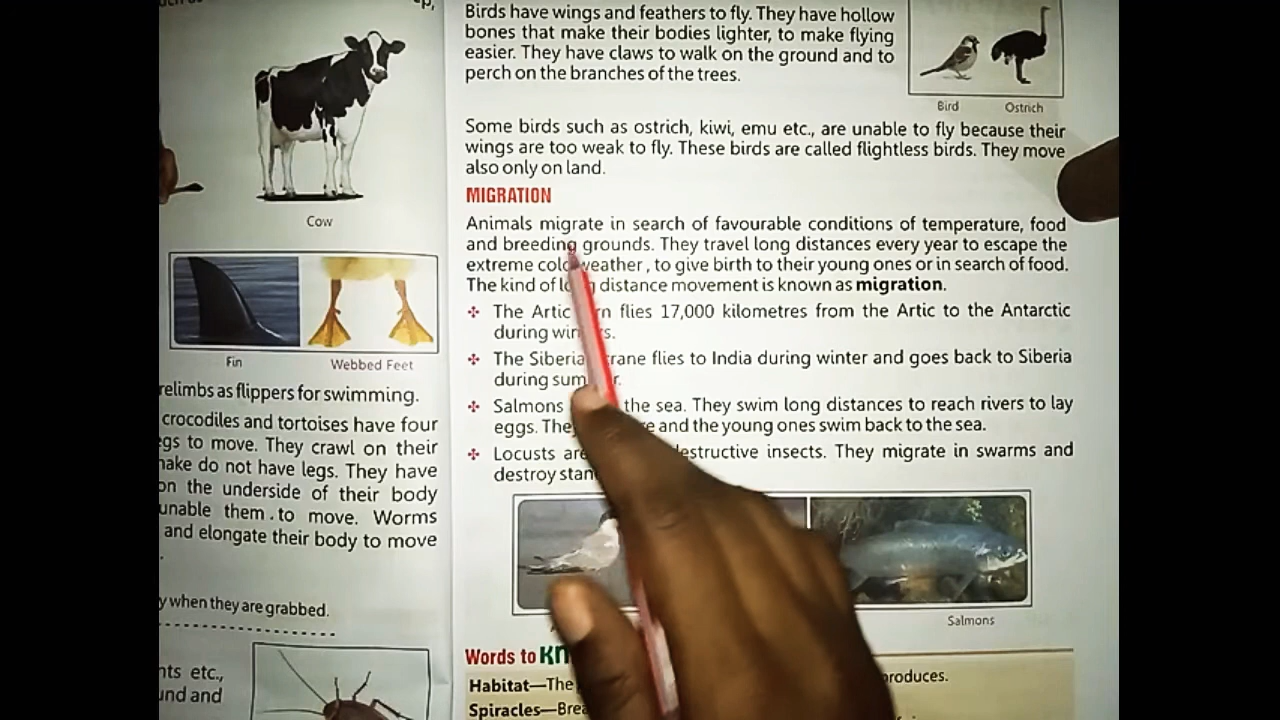 Cow
Fin
Webbed Feet
relimbs as flippers for swimming.
crocodiles and tortoises have four
gs to move. They crawl on their
nake do not have legs. They have
on the underside of their body
unable them to move. Worms
and elongate their body to move
y when they are grabbed.
nts etc.,
und and
Birds have wings and feathers to fly. They have hollow
bones that make their bodies lighter, to make flying
easier. They have claws to walk on the ground and to
perch on the branches of the trees.
Bird
Ostrich
Some birds such as ostrich, kiwi, emu etc., are unable to fly because their
wings are too weak to fly. These birds are called flightless birds. They move
also only on land.
MIGRATION
Animals migrate in search of favourable conditions of temperature, food
and breeding grounds. They travel long distances every year to escape the
extreme cold weather, to give birth to their young ones or in search of food.
The kind of long distance movement is known as migration.
The Artic flies 17,000 kilometres from the Artic to the Antarctic
during
The Siberian crane flies to India during winter and goes back to Siberia
during summer.
Salmons the sea. They swim long distances to reach rivers to lay
eggs. and the young ones swim back to the sea.
Locusts are destructive insects. They migrate in swarms and
destroy
Salmons
Words to
Habitat—The produces.
Spiracles—